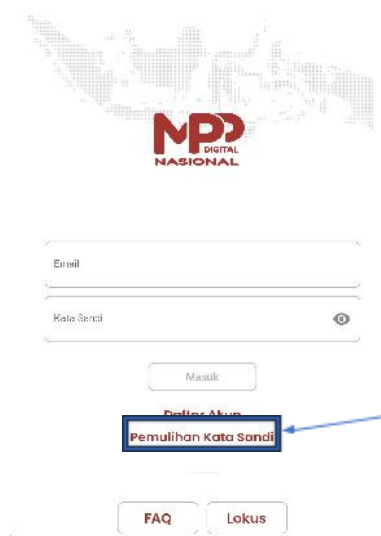 MPP
DIGITAL
NASIONAL
Email
Kata Sandi
Masuk
Daftar Akun
Pemulihan Kata Sandi
FAQ
Lokus